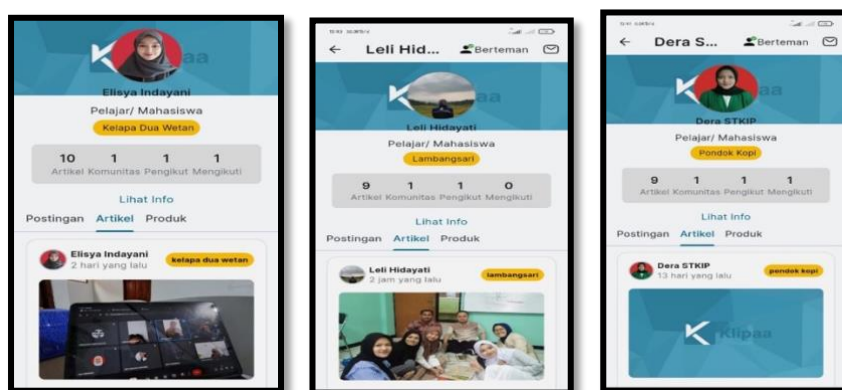 Klipaa
Elisya Indayani
Pelajar/ Mahasiswa
Kelapa Dua Wetan
10 1 1 1
Artikel Komunitas Pengikut Mengikuti
Lihat Info
Postingan Artikel Produk
Elisya Indayani
2 hari yang lalu
kelapa dua wetan
Leli Hid... Berteman
aa
Leli Hidayati
Pelajar/ Mahasiswa
Lambangsari
9 1 1 0
Artikel Komunitas Pengikut Mengikuti
Lihat Info
Postingan Artikel Produk
Leli Hidayati
2 jam yang lalu
lambangsari
Dera S... Berteman
aa
Dera STKIP
Pelajar/ Mahasiswa
Pondok Kopi
9 1 1 1
Artikel Komunitas Pengikut Mengikuti
Lihat Info
Postingan Artikel Produk
Dera STKIP
13 hari yang lalu
pondok kopi
Klipaa